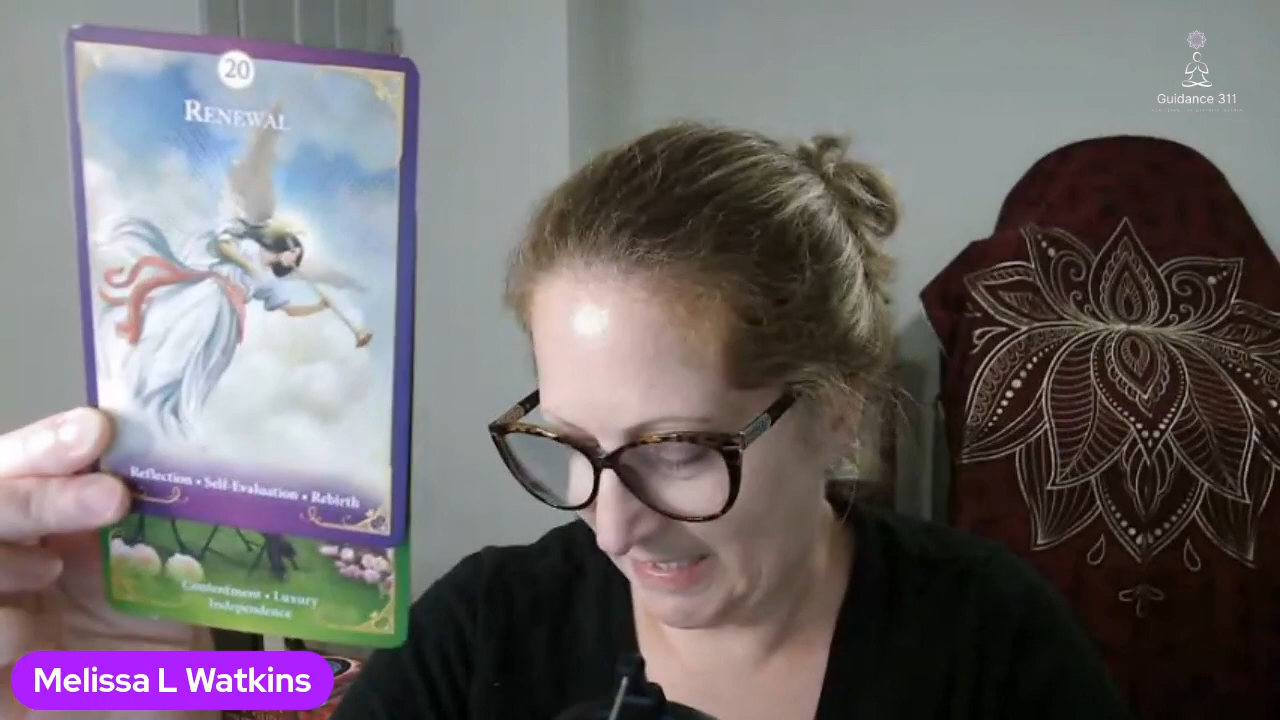 20
RENEWAL
Reflection • Self-Evaluation • Rebirth
Contentment • Luxury
Independence
Guidance 311
Melissa L Watkins